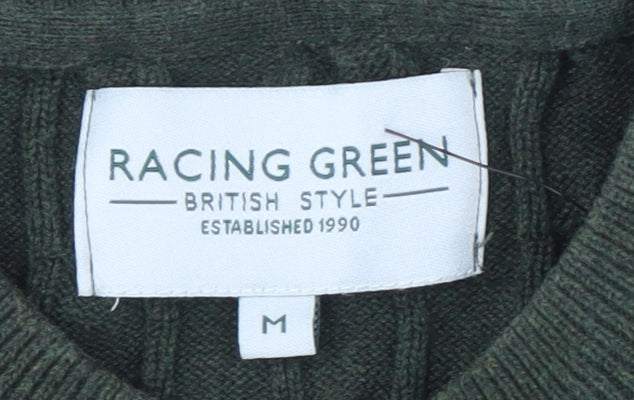 RACING GREEN
BRITISH STYLE
ESTABLISHED 1990
M